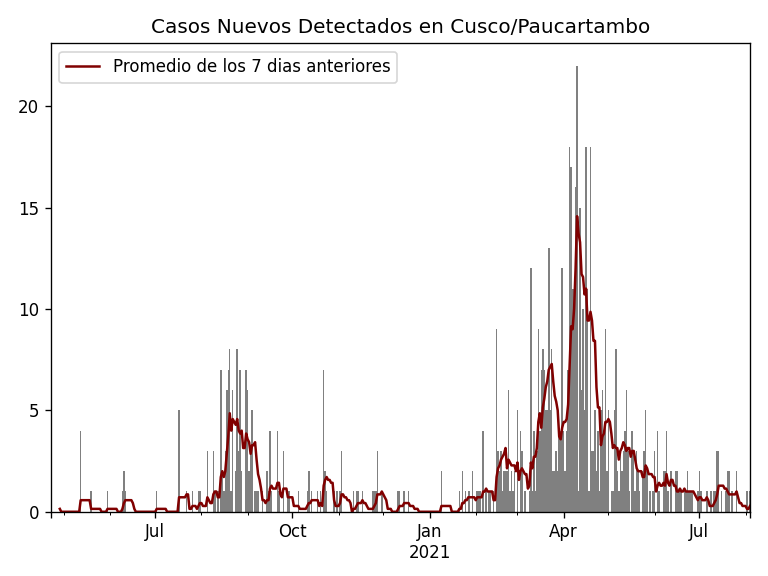 Casos Nuevos Detectados en Cusco/Paucartambo
Promedio de los 7 dias anteriores
20
15
10
5
0
Jul
Oct
Jan
Apr
Jul
2021